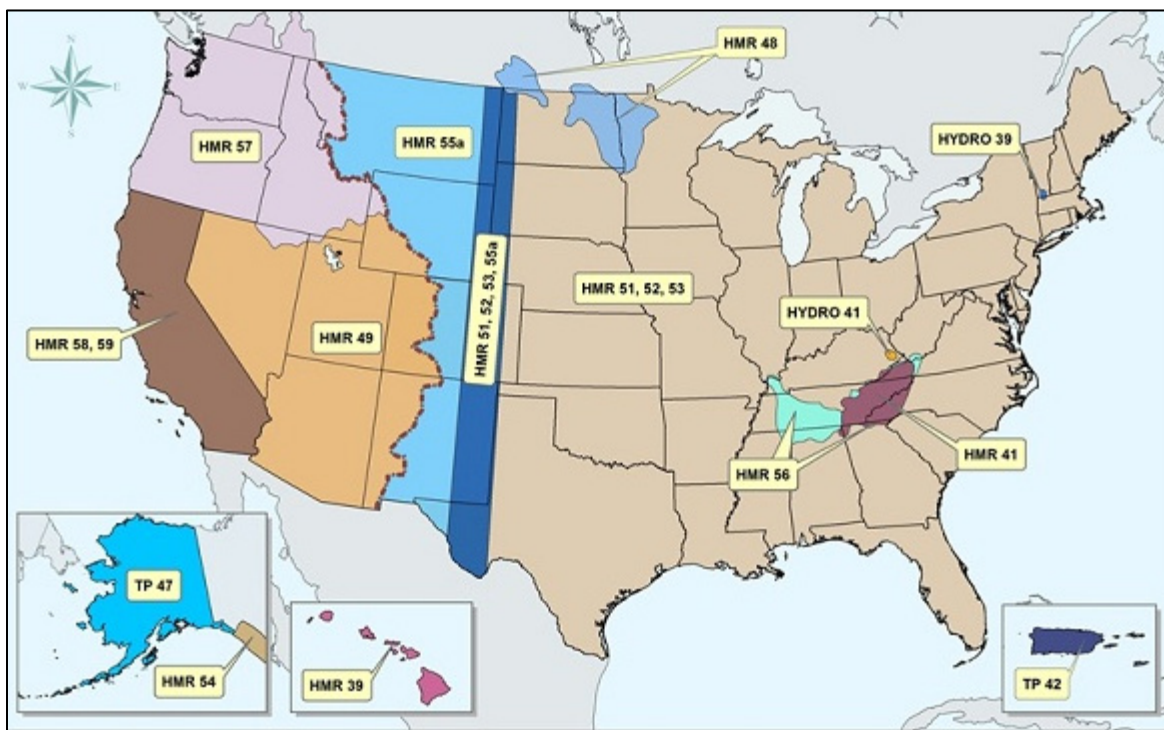 HMR 48
N
W
E
S
HMR 57
HMR 55a
HYDRO 39
HMR 51, 52, 53, 55a
HMR 51, 52, 53
HYDRO 41
HMR 58, 59
HMR 49
HMR 41
HMR 56
TP 47
HMR 54
HMR 39
TP 42